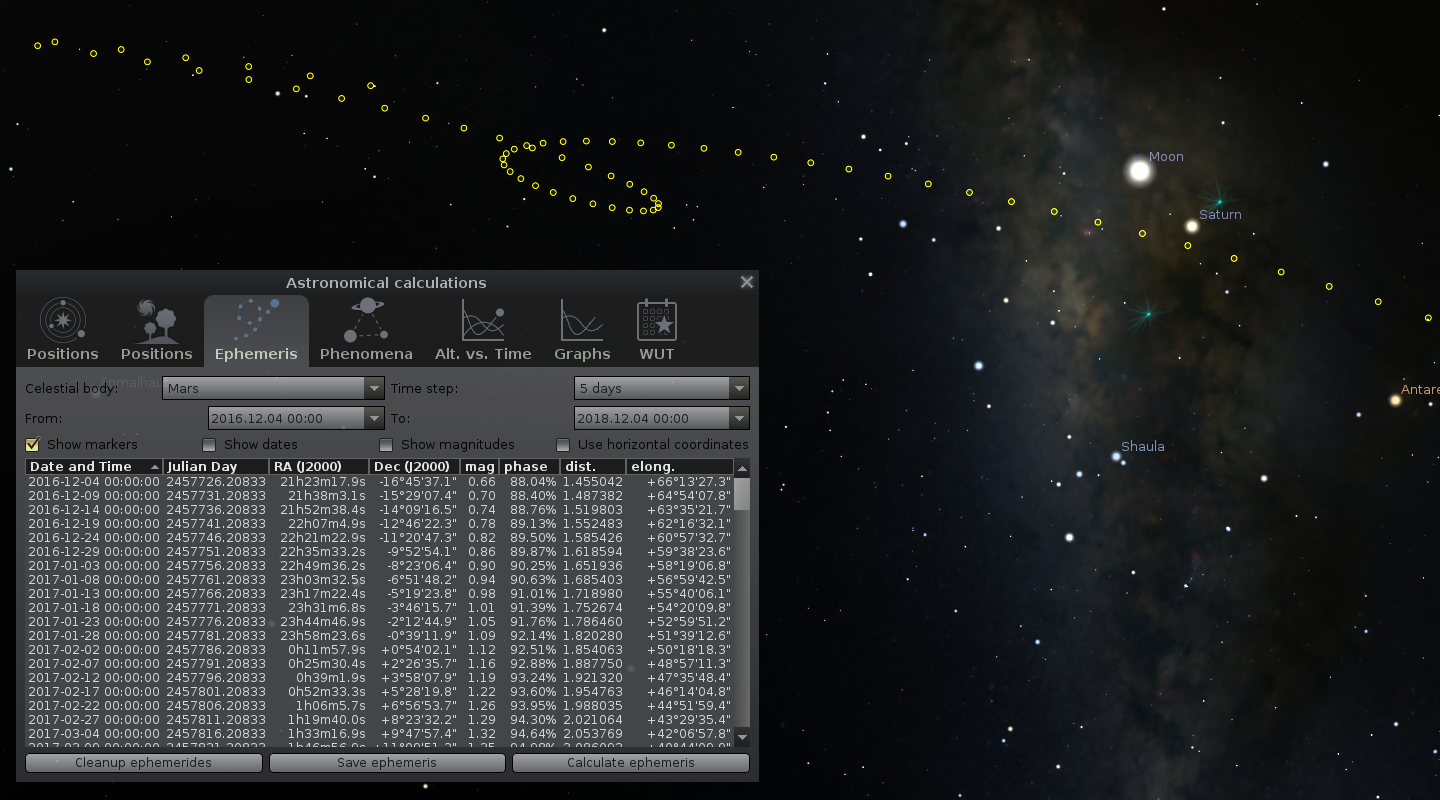 Moon
Saturn
Antare
Shaula
Astronomical calculations
Positions Positions Ephemeris Phenomena Alt. vs. Time Graphs WUT
Celestial body: Mars Time step: 5 days
From: 2016.12.04 00:00 To: 2018.12.04 00:00
Show markers Show dates Show magnitudes Use horizontal coordinates
Date and Time Julian Day RA (J2000) Dec (J2000) mag phase dist. elong.
2016-12-04 00:00:00 2457726.20833 21h23m17.9s -16°45'37.1" 0.66 88.04% 1.455042 +66°13'27.3"
2016-12-09 00:00:00 2457731.20833 21h38m3.1s -15°29'07.4" 0.70 88.40% 1.487382 +64°54'07.8"
2016-12-14 00:00:00 2457736.20833 21h52m38.4s -14°09'16.5" 0.74 88.76% 1.519803 +63°35'21.7"
2016-12-19 00:00:00 2457741.20833 22h07m4.9s -12°46'22.3" 0.78 89.13% 1.552483 +62°16'32.1"
2016-12-24 00:00:00 2457746.20833 22h21m22.9s -11°20'47.3" 0.82 89.50% 1.585426 +60°57'32.7"
2016-12-29 00:00:00 2457751.20833 22h35m33.2s -9°52'54.1" 0.86 89.87% 1.618594 +59°38'23.6"
2017-01-03 00:00:00 2457756.20833 22h49m36.2s -8°23'06.4" 0.90 90.25% 1.651936 +58°19'06.8"
2017-01-08 00:00:00 2457761.20833 23h03m32.5s -6°51'48.2" 0.94 90.63% 1.685403 +56°59'42.5"
2017-01-13 00:00:00 2457766.20833 23h17m22.4s -5°19'23.8" 0.98 91.01% 1.718980 +55°40'06.1"
2017-01-18 00:00:00 2457771.20833 23h31m6.8s -3°46'15.7" 1.01 91.39% 1.752674 +54°20'09.8"
2017-01-23 00:00:00 2457776.20833 23h44m46.9s -2°12'44.9" 1.05 91.76% 1.786460 +52°59'51.2"
2017-01-28 00:00:00 2457781.20833 23h58m23.6s -0°39'11.9" 1.09 92.14% 1.820280 +51°39'12.6"
2017-02-02 00:00:00 2457786.20833 0h11m57.9s +0°54'02.1" 1.12 92.51% 1.854063 +50°18'18.3"
2017-02-07 00:00:00 2457791.20833 0h25m30.4s +2°26'35.7" 1.16 92.88% 1.887750 +48°57'11.3"
2017-02-12 00:00:00 2457796.20833 0h39m1.9s +3°58'07.9" 1.19 93.24% 1.921320 +47°35'48.4"
2017-02-17 00:00:00 2457801.20833 0h52m33.3s +5°28'19.8" 1.22 93.60% 1.954763 +46°14'04.8"
2017-02-22 00:00:00 2457806.20833 1h06m5.7s +6°56'53.7" 1.26 93.95% 1.988035 +44°51'59.4"
2017-02-27 00:00:00 2457811.20833 1h19m40.0s +8°23'32.2" 1.29 94.30% 2.021064 +43°29'35.4"
2017-03-04 00:00:00 2457816.20833 1h33m16.9s +9°47'57.4" 1.32 94.64% 2.053769 +42°06'57.8"
Cleanup ephemerides Save ephemeris Calculate ephemeris